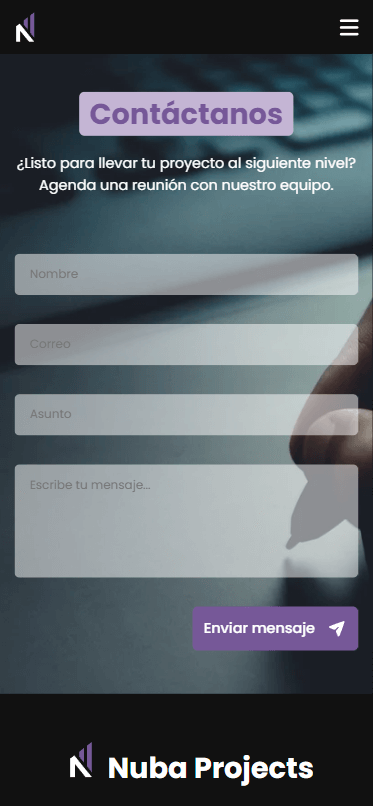 Contáctanos
¿Listo para llevar tu proyecto al siguiente nivel?
Agenda una reunión con nuestro equipo.
Nombre
Correo
Asunto
Escribe tu mensaje...
Enviar mensaje
Nuba Projects